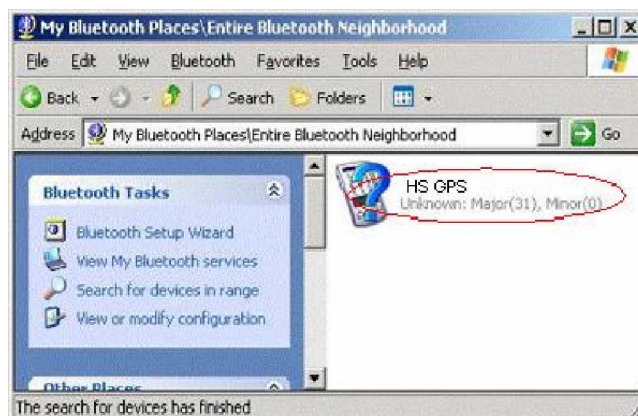 My Bluetooth Places\Entire Bluetooth Neighborhood
File Edit View Bluetooth Favorites Tools Help
Back Search Folders
Address My Bluetooth Places\Entire Bluetooth Neighborhood Go
Bluetooth Tasks
Bluetooth Setup Wizard
View My Bluetooth services
Search for devices in range
View or modify configuration
Other Places
HS GPS
Unknown: Major(31), Minor(0)
The search for devices has finished